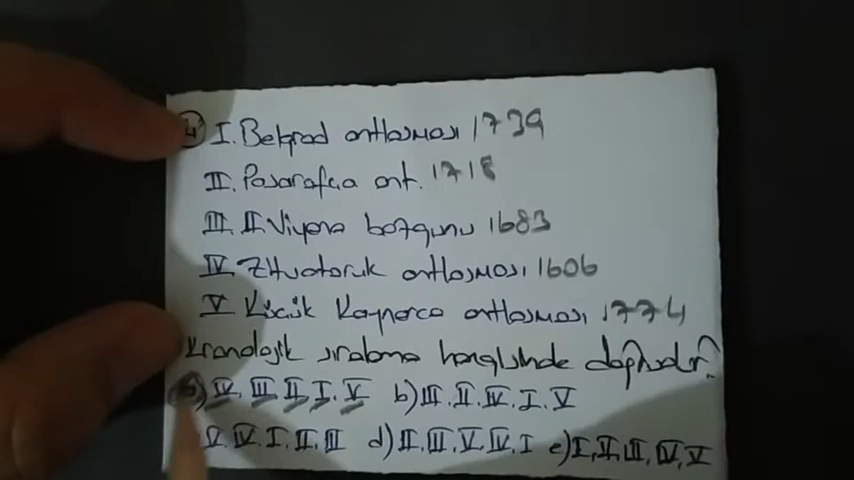 4 I. Belgrad antlaşması 1739
II. Pasarofça ant. 1718
III. II. Viyana bozgunu 1683
IV Zitvatoruk antlaşması 1606
V Küçük Kaynarca antlaşması 1774
Kronolojik sıralama hangisinde doğrudur?
a) IV. III. II. I. V b) III. II. IV. I. V
V. IV. I. II. III d) II. III. V. IV. I e) I, II, III, IV, V